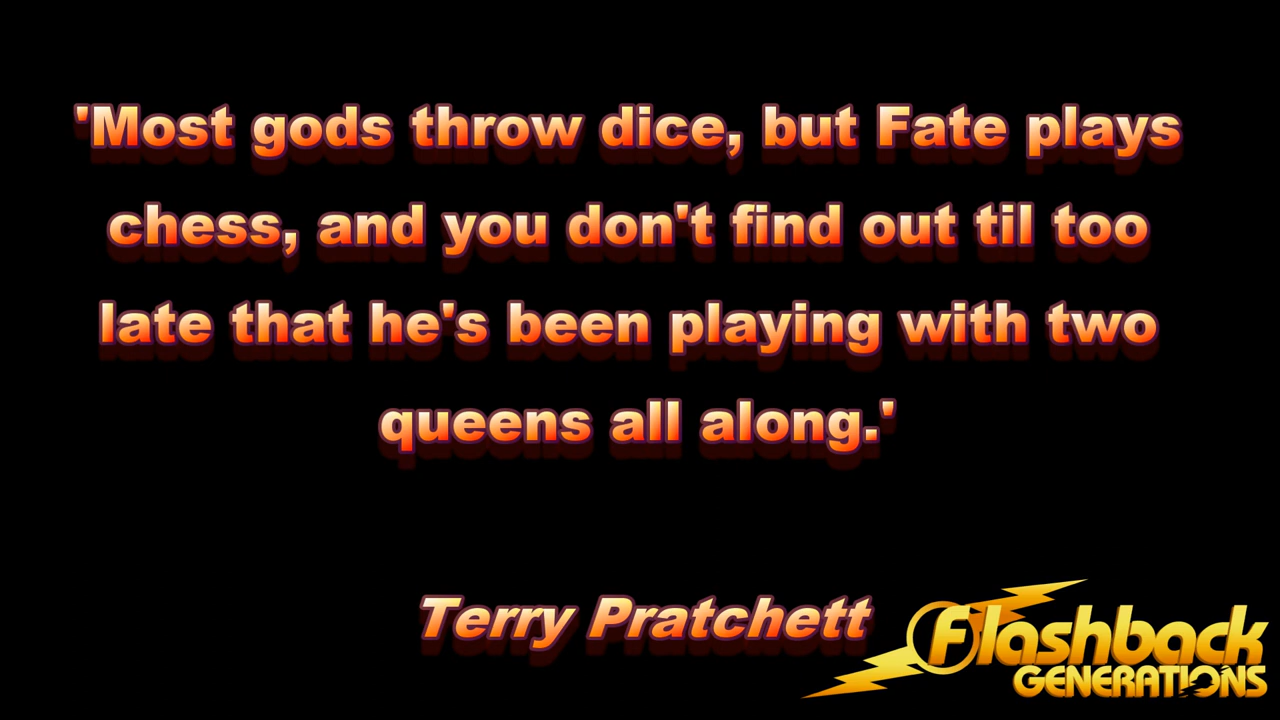 'Most gods throw dice, but Fate plays
chess, and you don't find out til too
late that he's been playing with two
queens all along.'
Terry Pratchett
Flashback
GENERATIONS